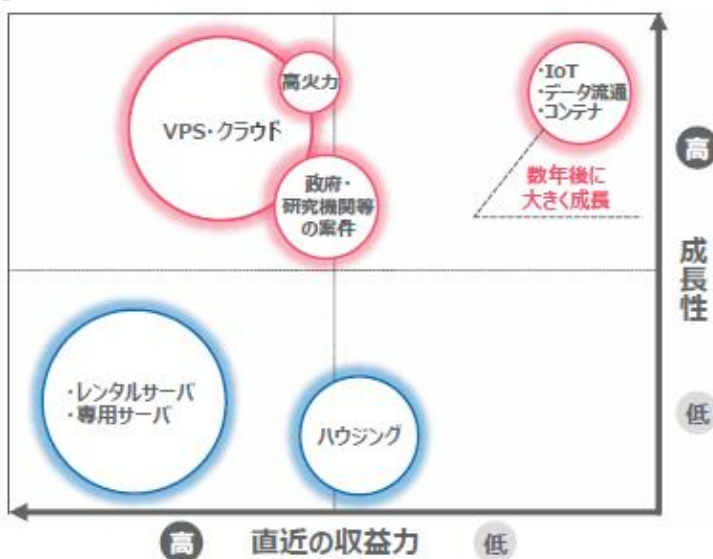 高火力
VPS・クラウド
政府・
研究機関等
の案件
・IoT
・データ流通
・コンテナ
数年後に
大きく成長
高
成長性
低
・レンタルサーバ
・専用サーバ
ハウジング
高
直近の収益力
低